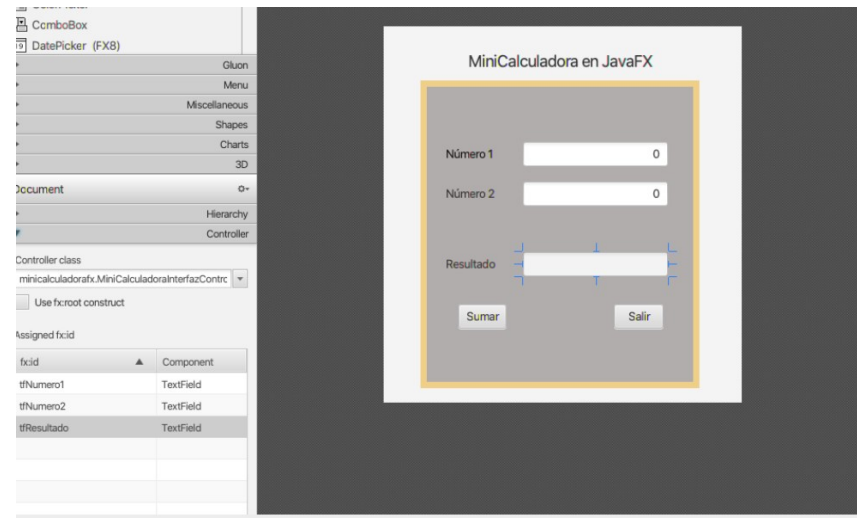 ComboBox
DatePicker (FX8)
Gluon
Menu
Miscellaneous
Shapes
Charts
3D
Document
Hierarchy
Controller
Controller class
minicalculadorafx.MiniCalculadoraInterfazContrc
Use fx:root construct
Assigned fx:id
fx:id Component
tfNumero1 TextField
tfNumero2 TextField
tfResultado TextField
MiniCalculadora en JavaFX
Número 1 0
Número 2 0
Resultado
Sumar Salir